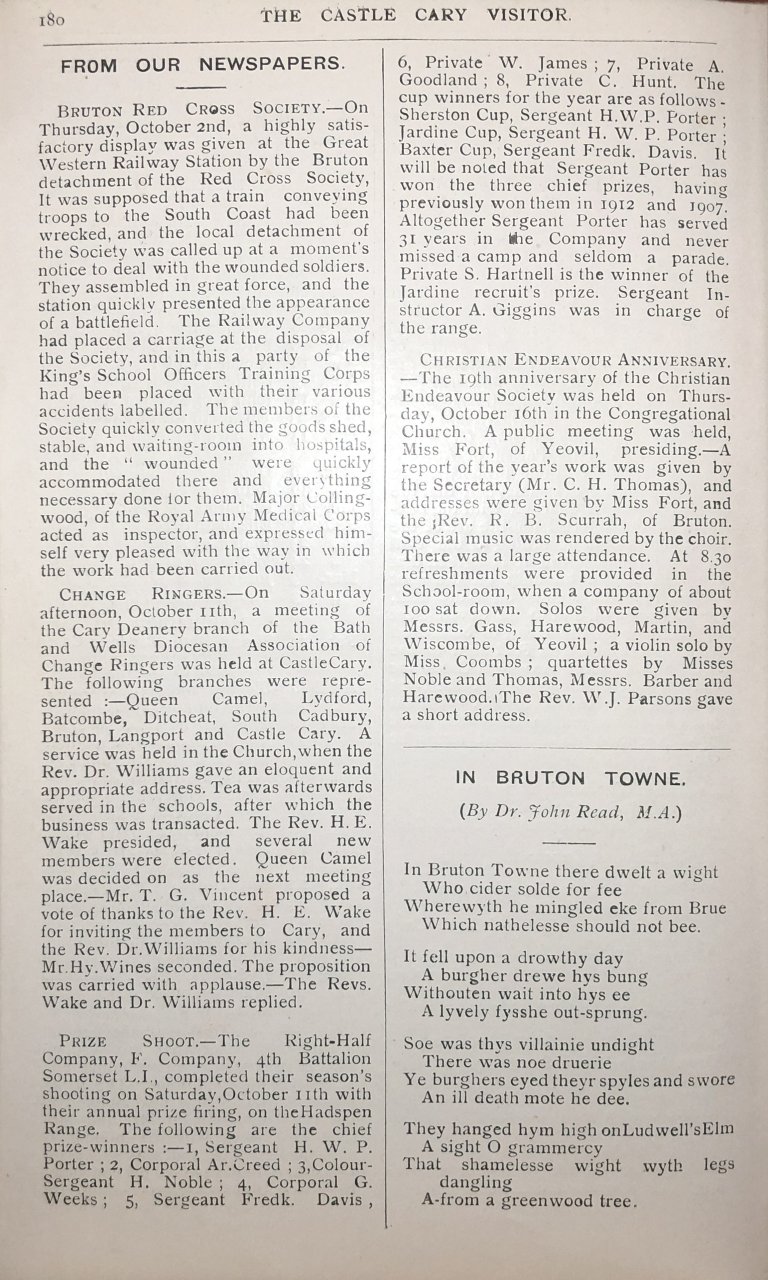 180
THE CASTLE CARY VISITOR.
FROM OUR NEWSPAPERS.
BRUTON RED CROSS SOCIETY.—On
Thursday, October 2nd, a highly satis-
factory display was given at the Great
Western Railway Station by the Bruton
detachment of the Red Cross Society,
It was supposed that a train conveying
troops to the South Coast had been
wrecked, and the local detachment of
the Society was called up at a moment's
notice to deal with the wounded soldiers.
They assembled in great force, and the
station quickly presented the appearance
of a battlefield. The Railway Company
had placed a carriage at the disposal of
the Society, and in this a party of the
King's School Officers Training Corps
had been placed with their various
accidents labelled. The members of the
Society quickly converted the goods shed,
stable, and waiting-room into hospitals,
and the "wounded" were quickly
accommodated there and everything
necessary done for them. Major Colling-
wood, of the Royal Army Medical Corps
acted as inspector, and expressed him-
self very pleased with the way in which
the work had been carried out.
CHANGE RINGERS.—On Saturday
afternoon, October 11th, a meeting of
the Cary Deanery branch of the Bath
and Wells Diocesan Association of
Change Ringers was held at CastleCary.
The following branches were repre-
sented :—Queen Camel, Lydford,
Batcombe, Ditcheat, South Cadbury,
Bruton, Langport and Castle Cary. A
service was held in the Church,when the
Rev. Dr. Williams gave an eloquent and
appropriate address. Tea was afterwards
served in the schools, after which the
business was transacted. The Rev. H. E.
Wake presided, and several new
members were elected. Queen Camel
was decided on as the next meeting
place.—Mr. T. G. Vincent proposed a
vote of thanks to the Rev. H. E. Wake
for inviting the members to Cary, and
the Rev. Dr.Williams for his kindness—
Mr.Hy.Wines seconded. The proposition
was carried with applause.—The Revs.
Wake and Dr. Williams replied.
PRIZE SHOOT.—The Right-Half
Company, F. Company, 4th Battalion
Somerset L.I., completed their season's
shooting on Saturday,October 11th with
their annual prize firing, on theHadspen
Range. The following are the chief
prize-winners :—1, Sergeant H. W. P.
Porter ; 2, Corporal Ar.Creed ; 3,Colour-
Sergeant H. Noble ; 4, Corporal G.
Weeks ; 5, Sergeant Fredk. Davis ,
6, Private W. James ; 7, Private A.
Goodland ; 8, Private C. Hunt. The
cup winners for the year are as follows -
Sherston Cup, Sergeant H.W.P. Porter ;
Jardine Cup, Sergeant H. W. P. Porter ;
Baxter Cup, Sergeant Fredk. Davis. It
will be noted that Sergeant Porter has
won the three chief prizes, having
previously won them in 1912 and 1907.
Altogether Sergeant Porter has served
31 years in the Company and never
missed a camp and seldom a parade.
Private S. Hartnell is the winner of the
Jardine recruit's prize. Sergeant In-
structor A. Giggins was in charge of
the range.
CHRISTIAN ENDEAVOUR ANNIVERSARY.
—The 19th anniversary of the Christian
Endeavour Society was held on Thurs-
day, October 16th in the Congregational
Church. A public meeting was held,
Miss Fort, of Yeovil, presiding.—A
report of the year's work was given by
the Secretary (Mr. C. H. Thomas), and
addresses were given by Miss Fort, and
the Rev. R. B. Scurrah, of Bruton.
Special music was rendered by the choir.
There was a large attendance. At 8.30
refreshments were provided in the
School-room, when a company of about
100 sat down. Solos were given by
Messrs. Gass, Harewood, Martin, and
Wiscombe, of Yeovil ; a violin solo by
Miss. Coombs ; quartettes by Misses
Noble and Thomas, Messrs. Barber and
Harewood. The Rev. W.J. Parsons gave
a short address.
IN BRUTON TOWNE.
(By Dr. John Read, M.A.)
In Bruton Towne there dwelt a wight
Who cider solde for fee
Wherewyth he mingled eke from Brue
Which nathelesse should not bee.
It fell upon a drowthy day
A burgher drewe hys bung
Withouten wait into hys ee
A lyvely fysshe out-sprung.
Soe was thys villainie undight
There was noe druerie
Ye burghers eyed theyr spyles and swore
An ill death mote he dee.
They hanged hym high onLudwell'sElm
A sight O grammercy
That shamelesse wight wyth legs
dangling
A-from a greenwood tree.